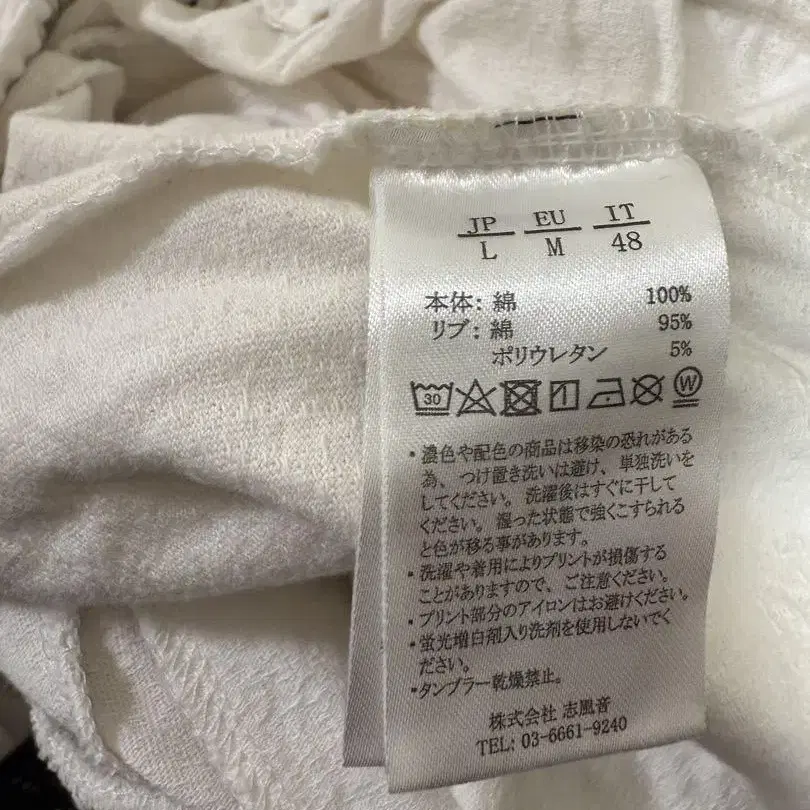 JP EU IT
L M 48
本体: 綿 100%
リブ: 綿 95%
ポリウレタン 5%
30 W
・濃色や配色の商品は移染の恐れがある
為、つけ置き洗いは避け、単独洗いを
してください。洗濯後はすぐに干して
ください。湿った状態で強くこすられる
と色が移る事があります。
・洗濯や着用によりプリントが損傷する
ことがありますので、ご注意ください。
・プリント部分のアイロンはお避けください。
・蛍光増白剤入り洗剤を使用しないでく
ださい。
・タンブラー乾燥禁止。
株式会社 志風音
TEL: 03-6661-9240